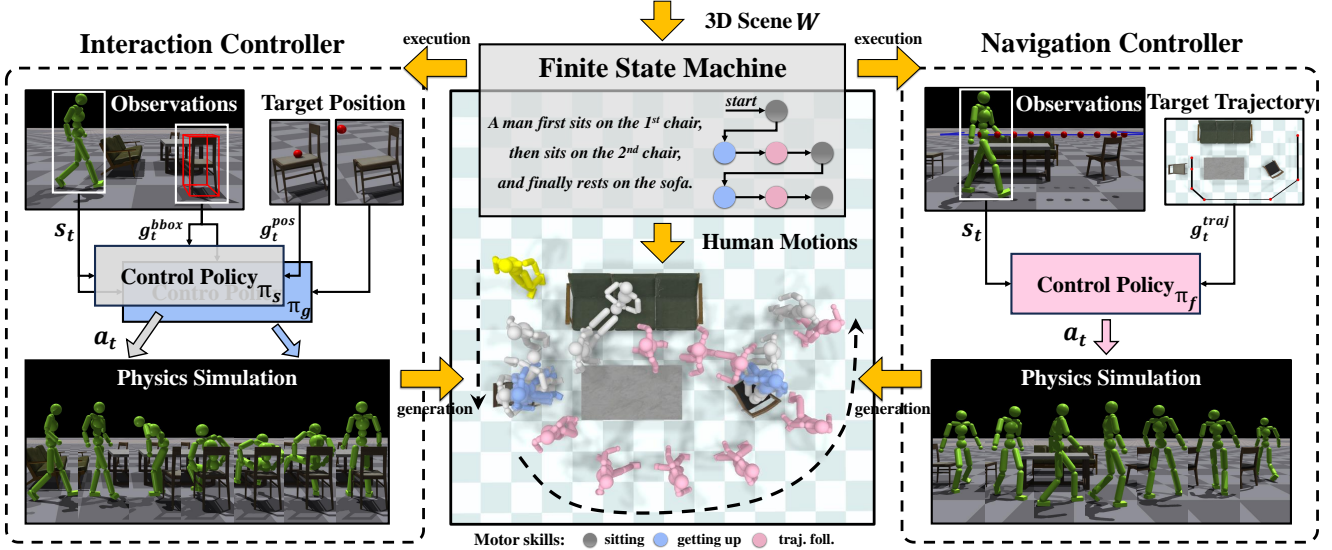 3D Scene W
Interaction Controller
execution
Finite State Machine
execution
Navigation Controller
Observations
Target Position
start
A man first sits on the 1st chair,
then sits on the 2nd chair,
and finally rests on the sofa.
Observations
Target Trajectory
s_t
g_t^bbox
g_t^pos
Control Policy π_s
π_g
a_t
Physics Simulation
generation
Human Motions
s_t
g_t^traj
Control Policy π_f
a_t
Physics Simulation
generation
Motor skills: sitting getting up traj. foll.